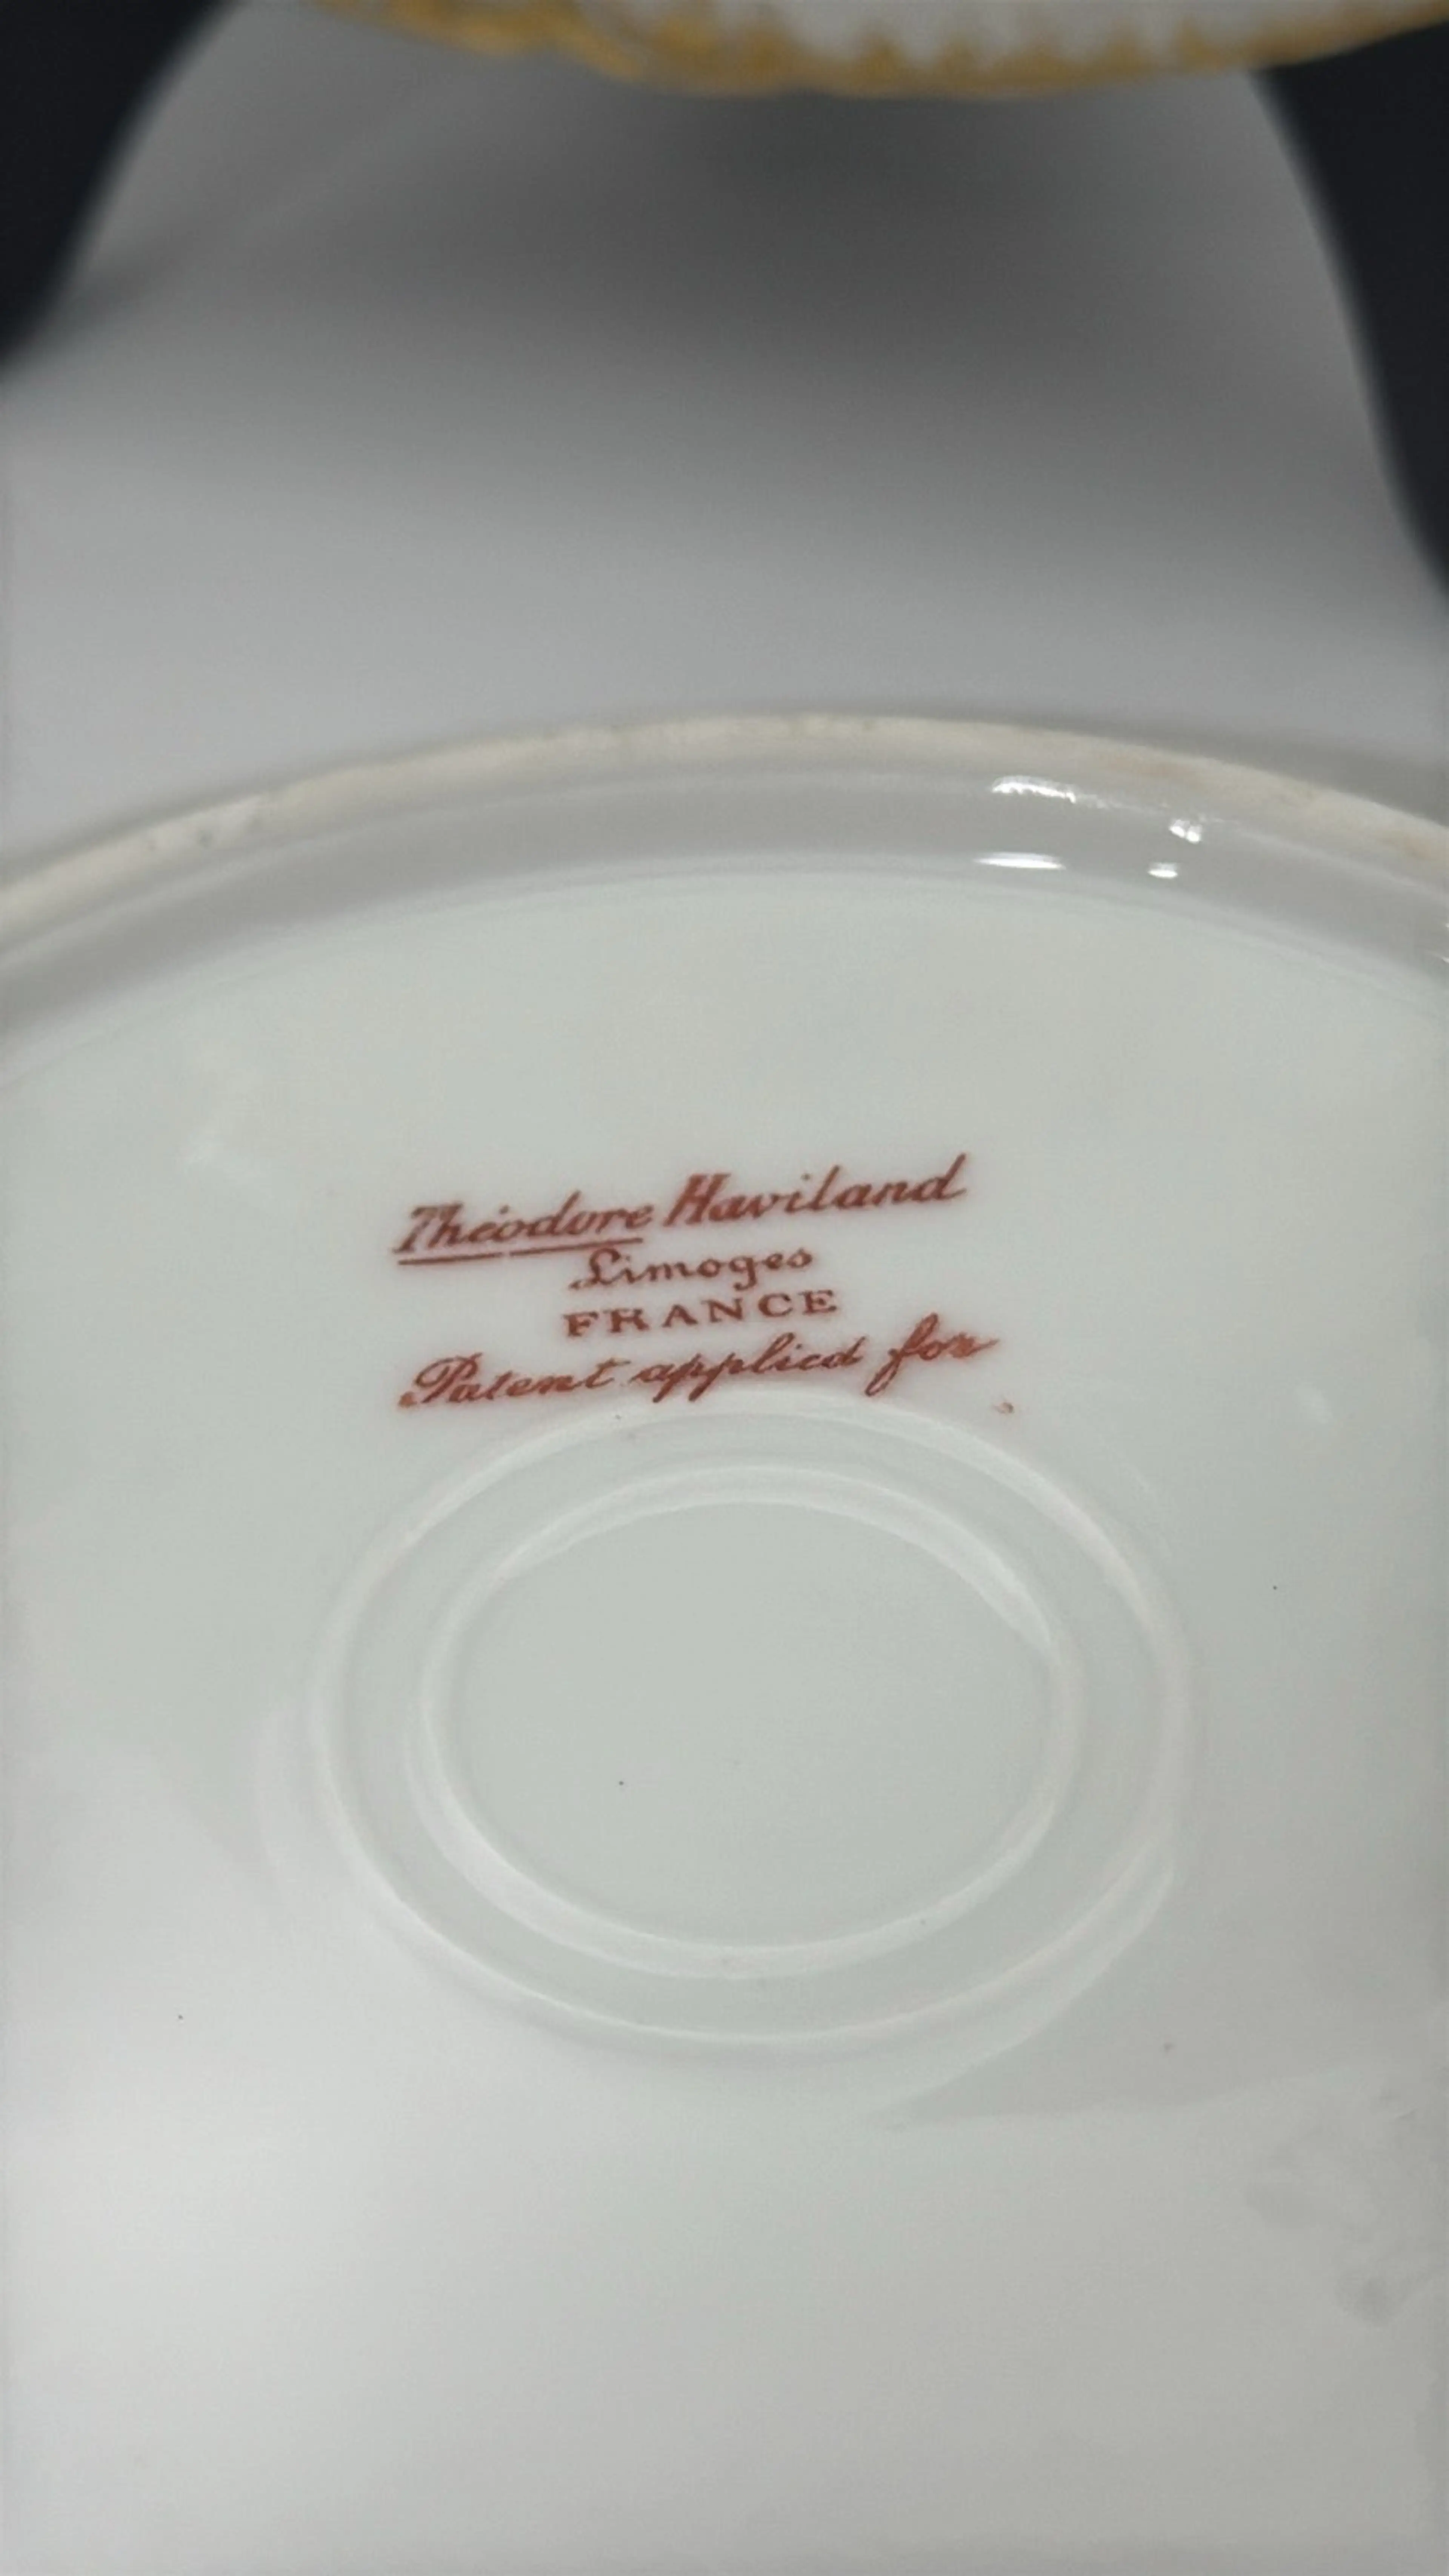 Théodore Haviland
Limoges
FRANCE
Patent applied for